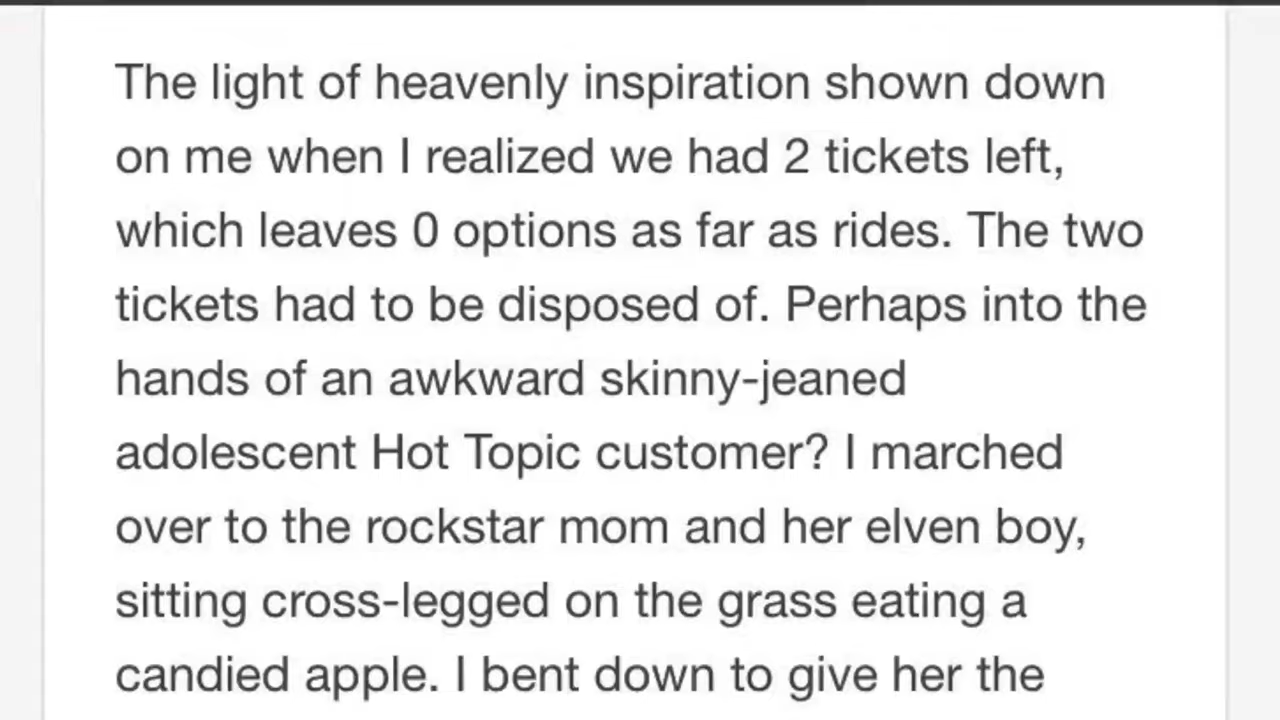 The light of heavenly inspiration shown down
on me when I realized we had 2 tickets left,
which leaves 0 options as far as rides. The two
tickets had to be disposed of. Perhaps into the
hands of an awkward skinny-jeaned
adolescent Hot Topic customer? I marched
over to the rockstar mom and her elven boy,
sitting cross-legged on the grass eating a
candied apple. I bent down to give her the